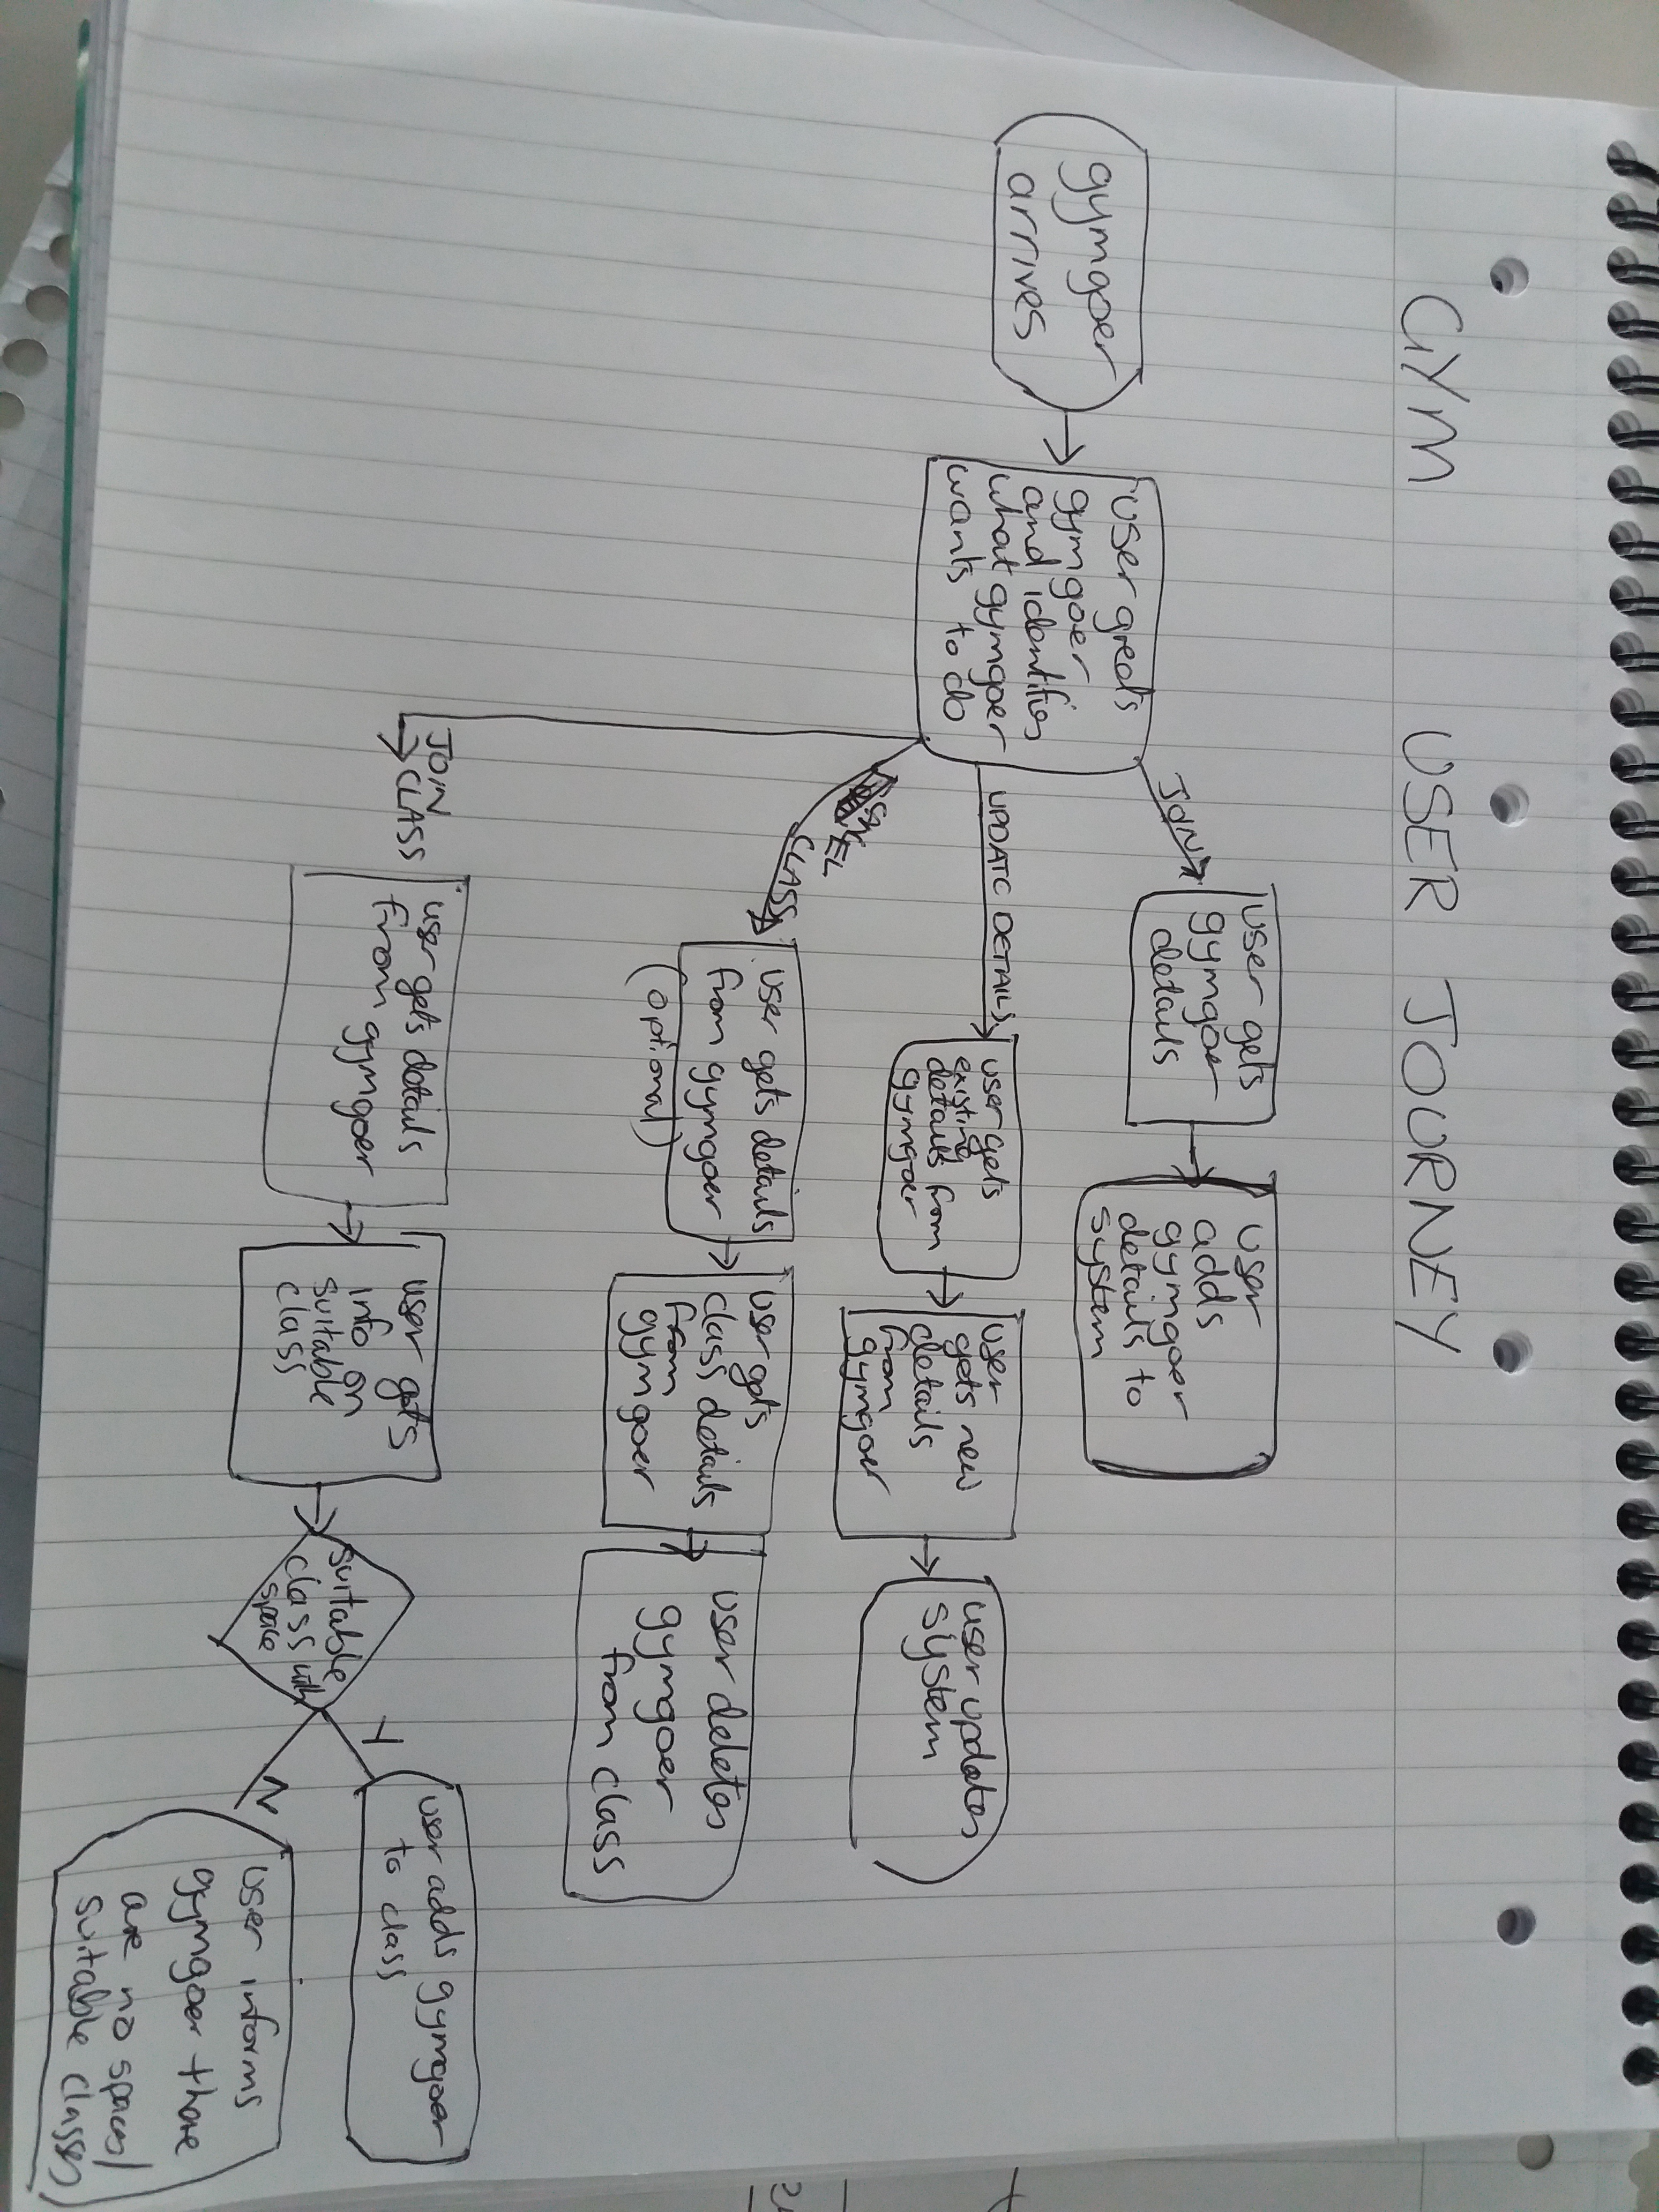 GYM USER JOURNEY
gymgoer
arrives
user greets
gymgoer
and identifies
what gymgoer
wants to do
JOIN
user gets
gymgoer
details
user
adds
gymgoer
details to
system
UPDATE DETAILS
user gets
existing
details from
gymgoer
user
gets new
details
from
gymgoer
user updates
system
CANCEL
CLASS
user gets details
from gymgoer
(optional)
user gets
class details
from
gymgoer
user deletes
gymgoer
from class
JOIN
CLASS
user gets details
from gymgoer
user gets
info on
suitable
class
suitable
class with
space
Y
N
user adds gymgoer
to class
user informs
gymgoer there
are no spaces/
suitable classes